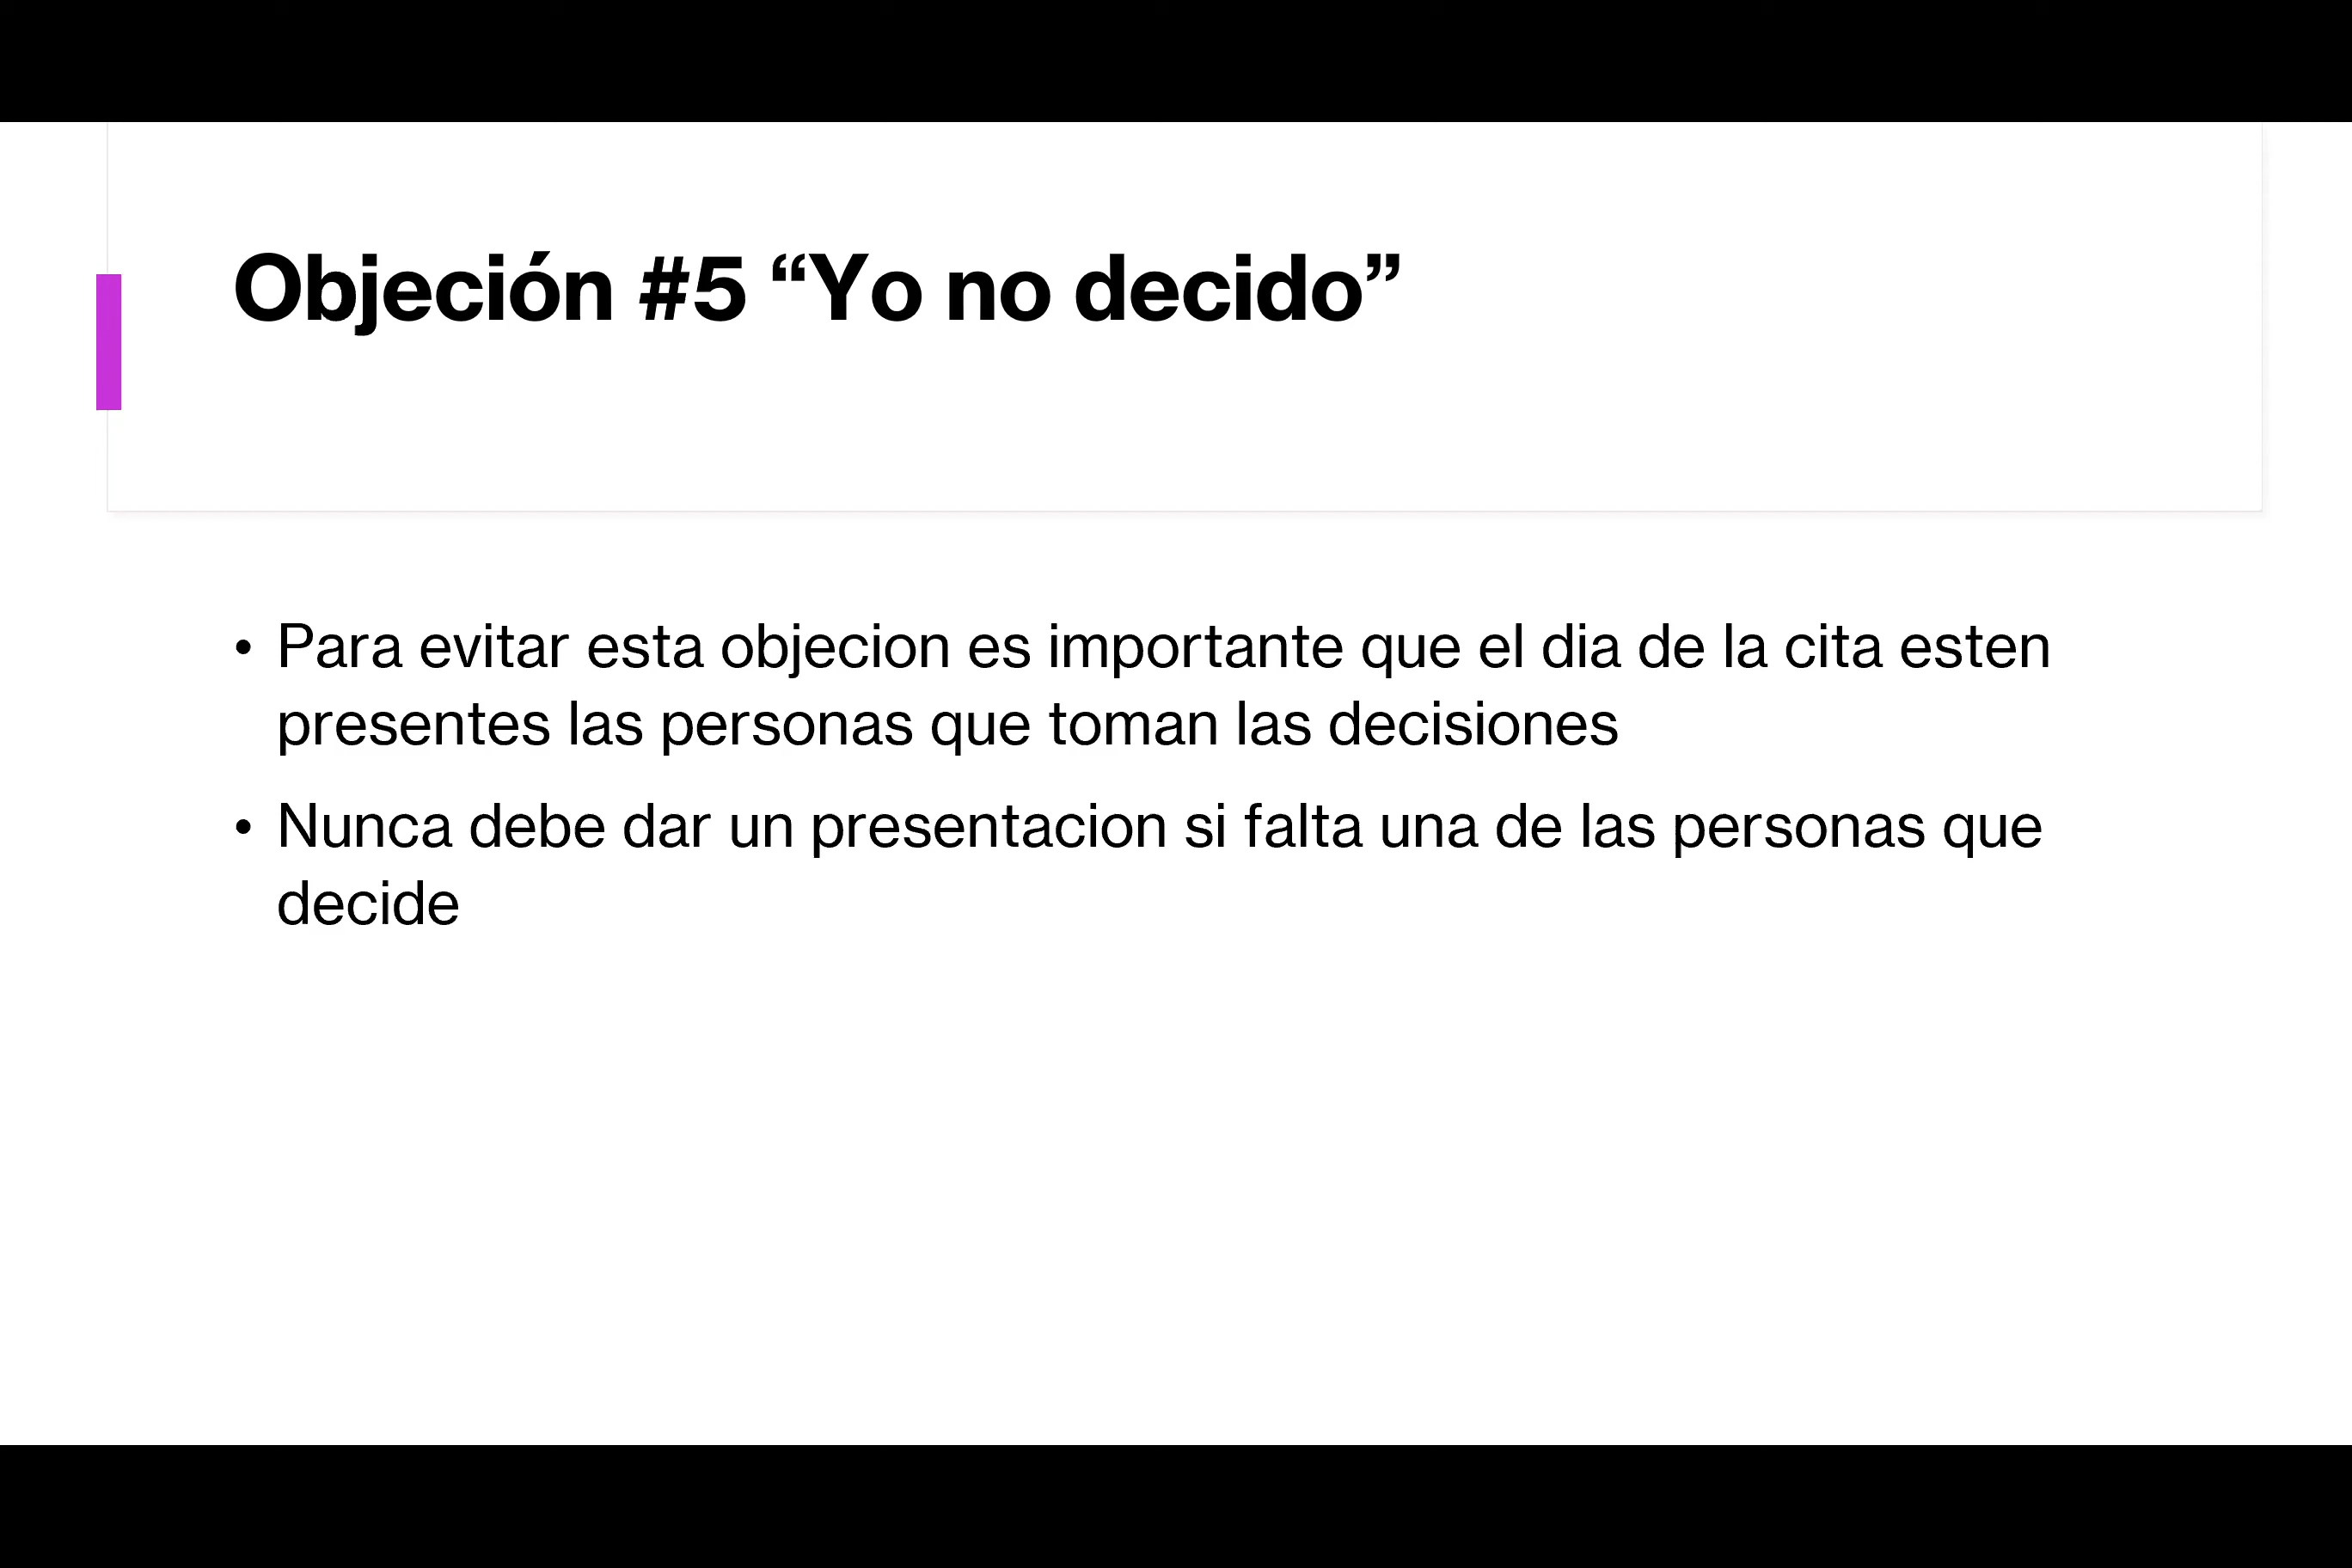 Objeción #5 “Yo no decido”
• Para evitar esta objecion es importante que el dia de la cita esten
presentes las personas que toman las decisiones
• Nunca debe dar un presentacion si falta una de las personas que
decide